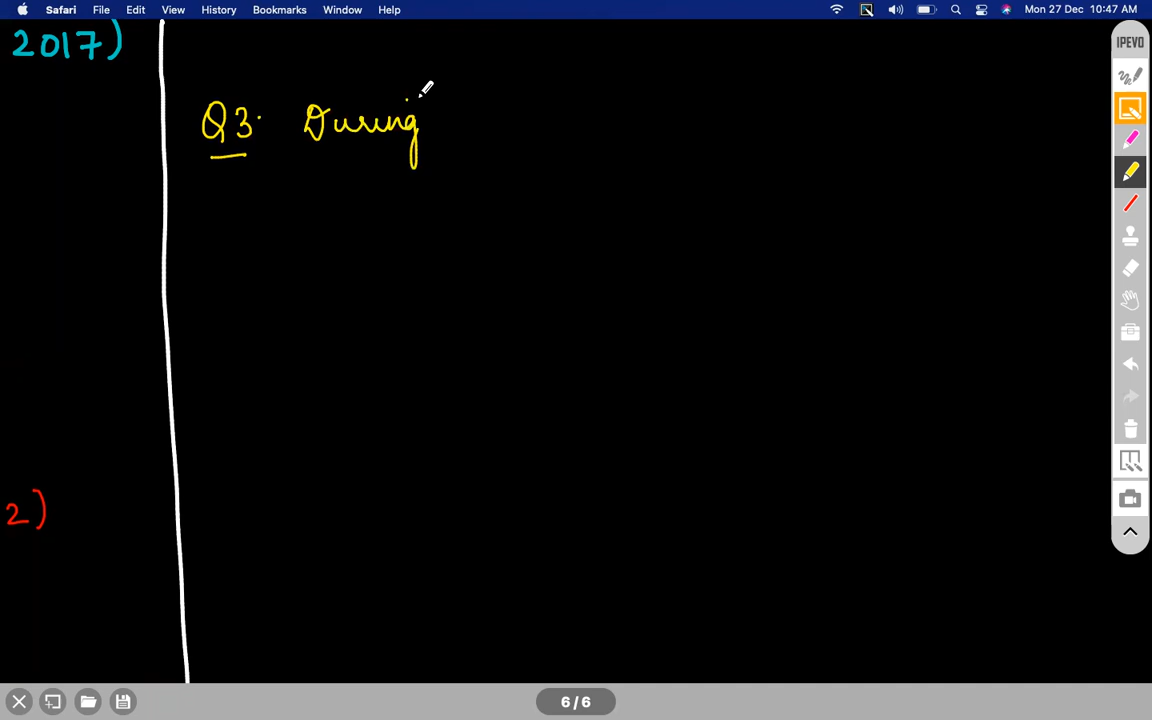 Safari File Edit View History Bookmarks Window Help Mon 27 Dec 10:47 AM
2017)
IPEVO
Q3. During
2)
6/6